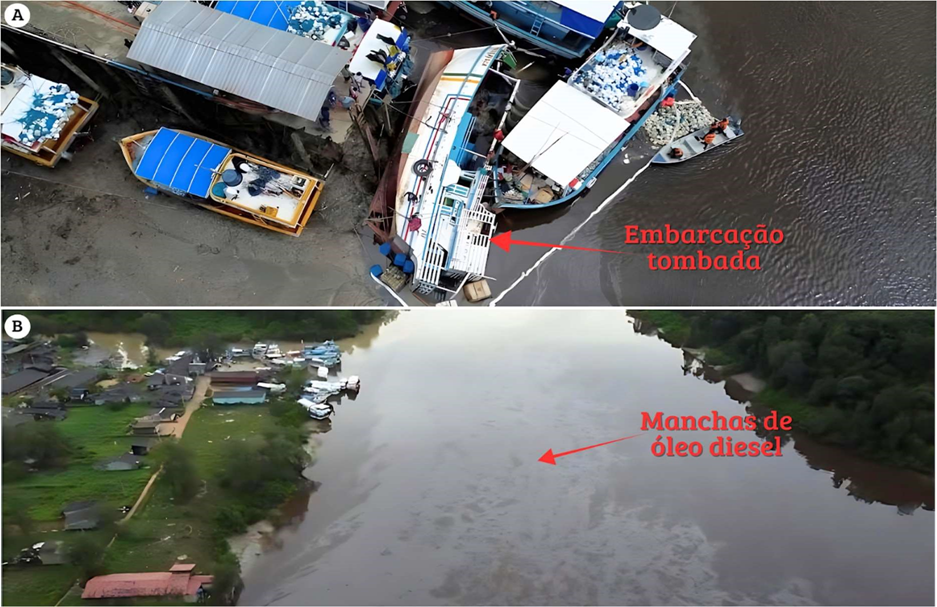 A
Embarcação
tombada
B
Manchas de
óleo diesel